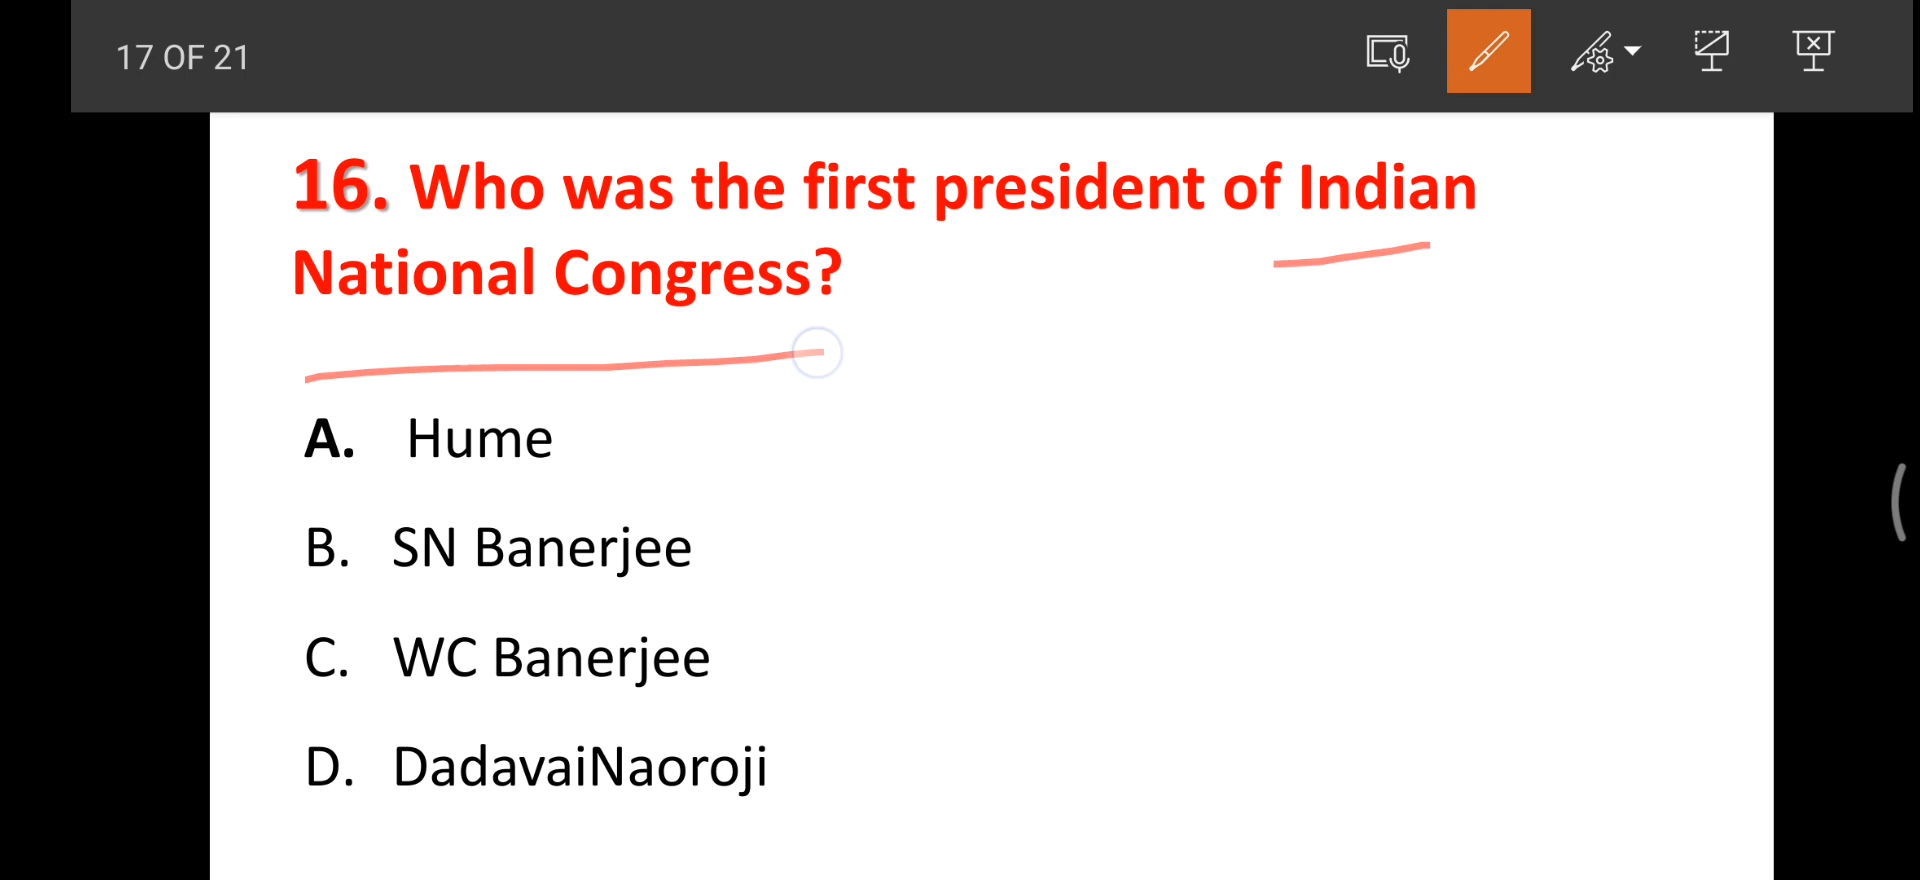 17 OF 21
16. Who was the first president of Indian
National Congress?
A. Hume
B. SN Banerjee
C. WC Banerjee
D. DadavaiNaoroji